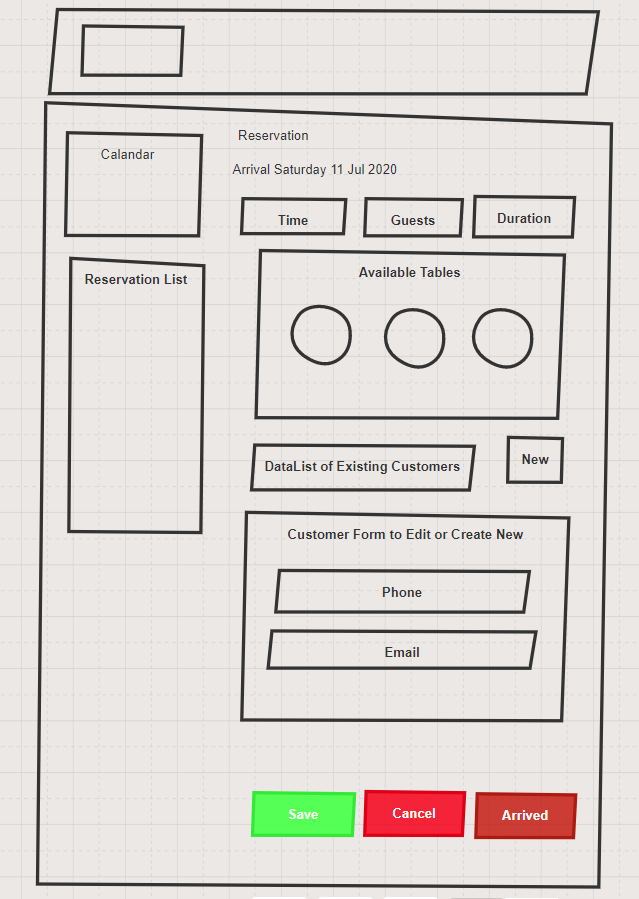 Calandar
Reservation
Arrival Saturday 11 Jul 2020
Time
Guests
Duration
Reservation List
Available Tables
DataList of Existing Customers
New
Customer Form to Edit or Create New
Phone
Email
Save
Cancel
Arrived